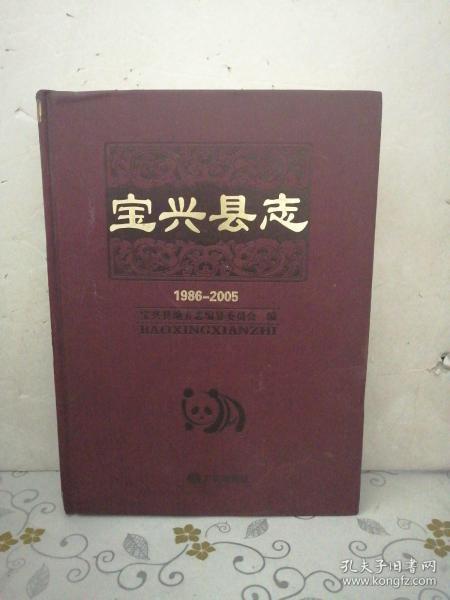 宝兴县志
1986-2005
宝兴县地方志编纂委员会 编
BAOXINGXIANZHI
孔夫子旧书网
www.kongfz.com